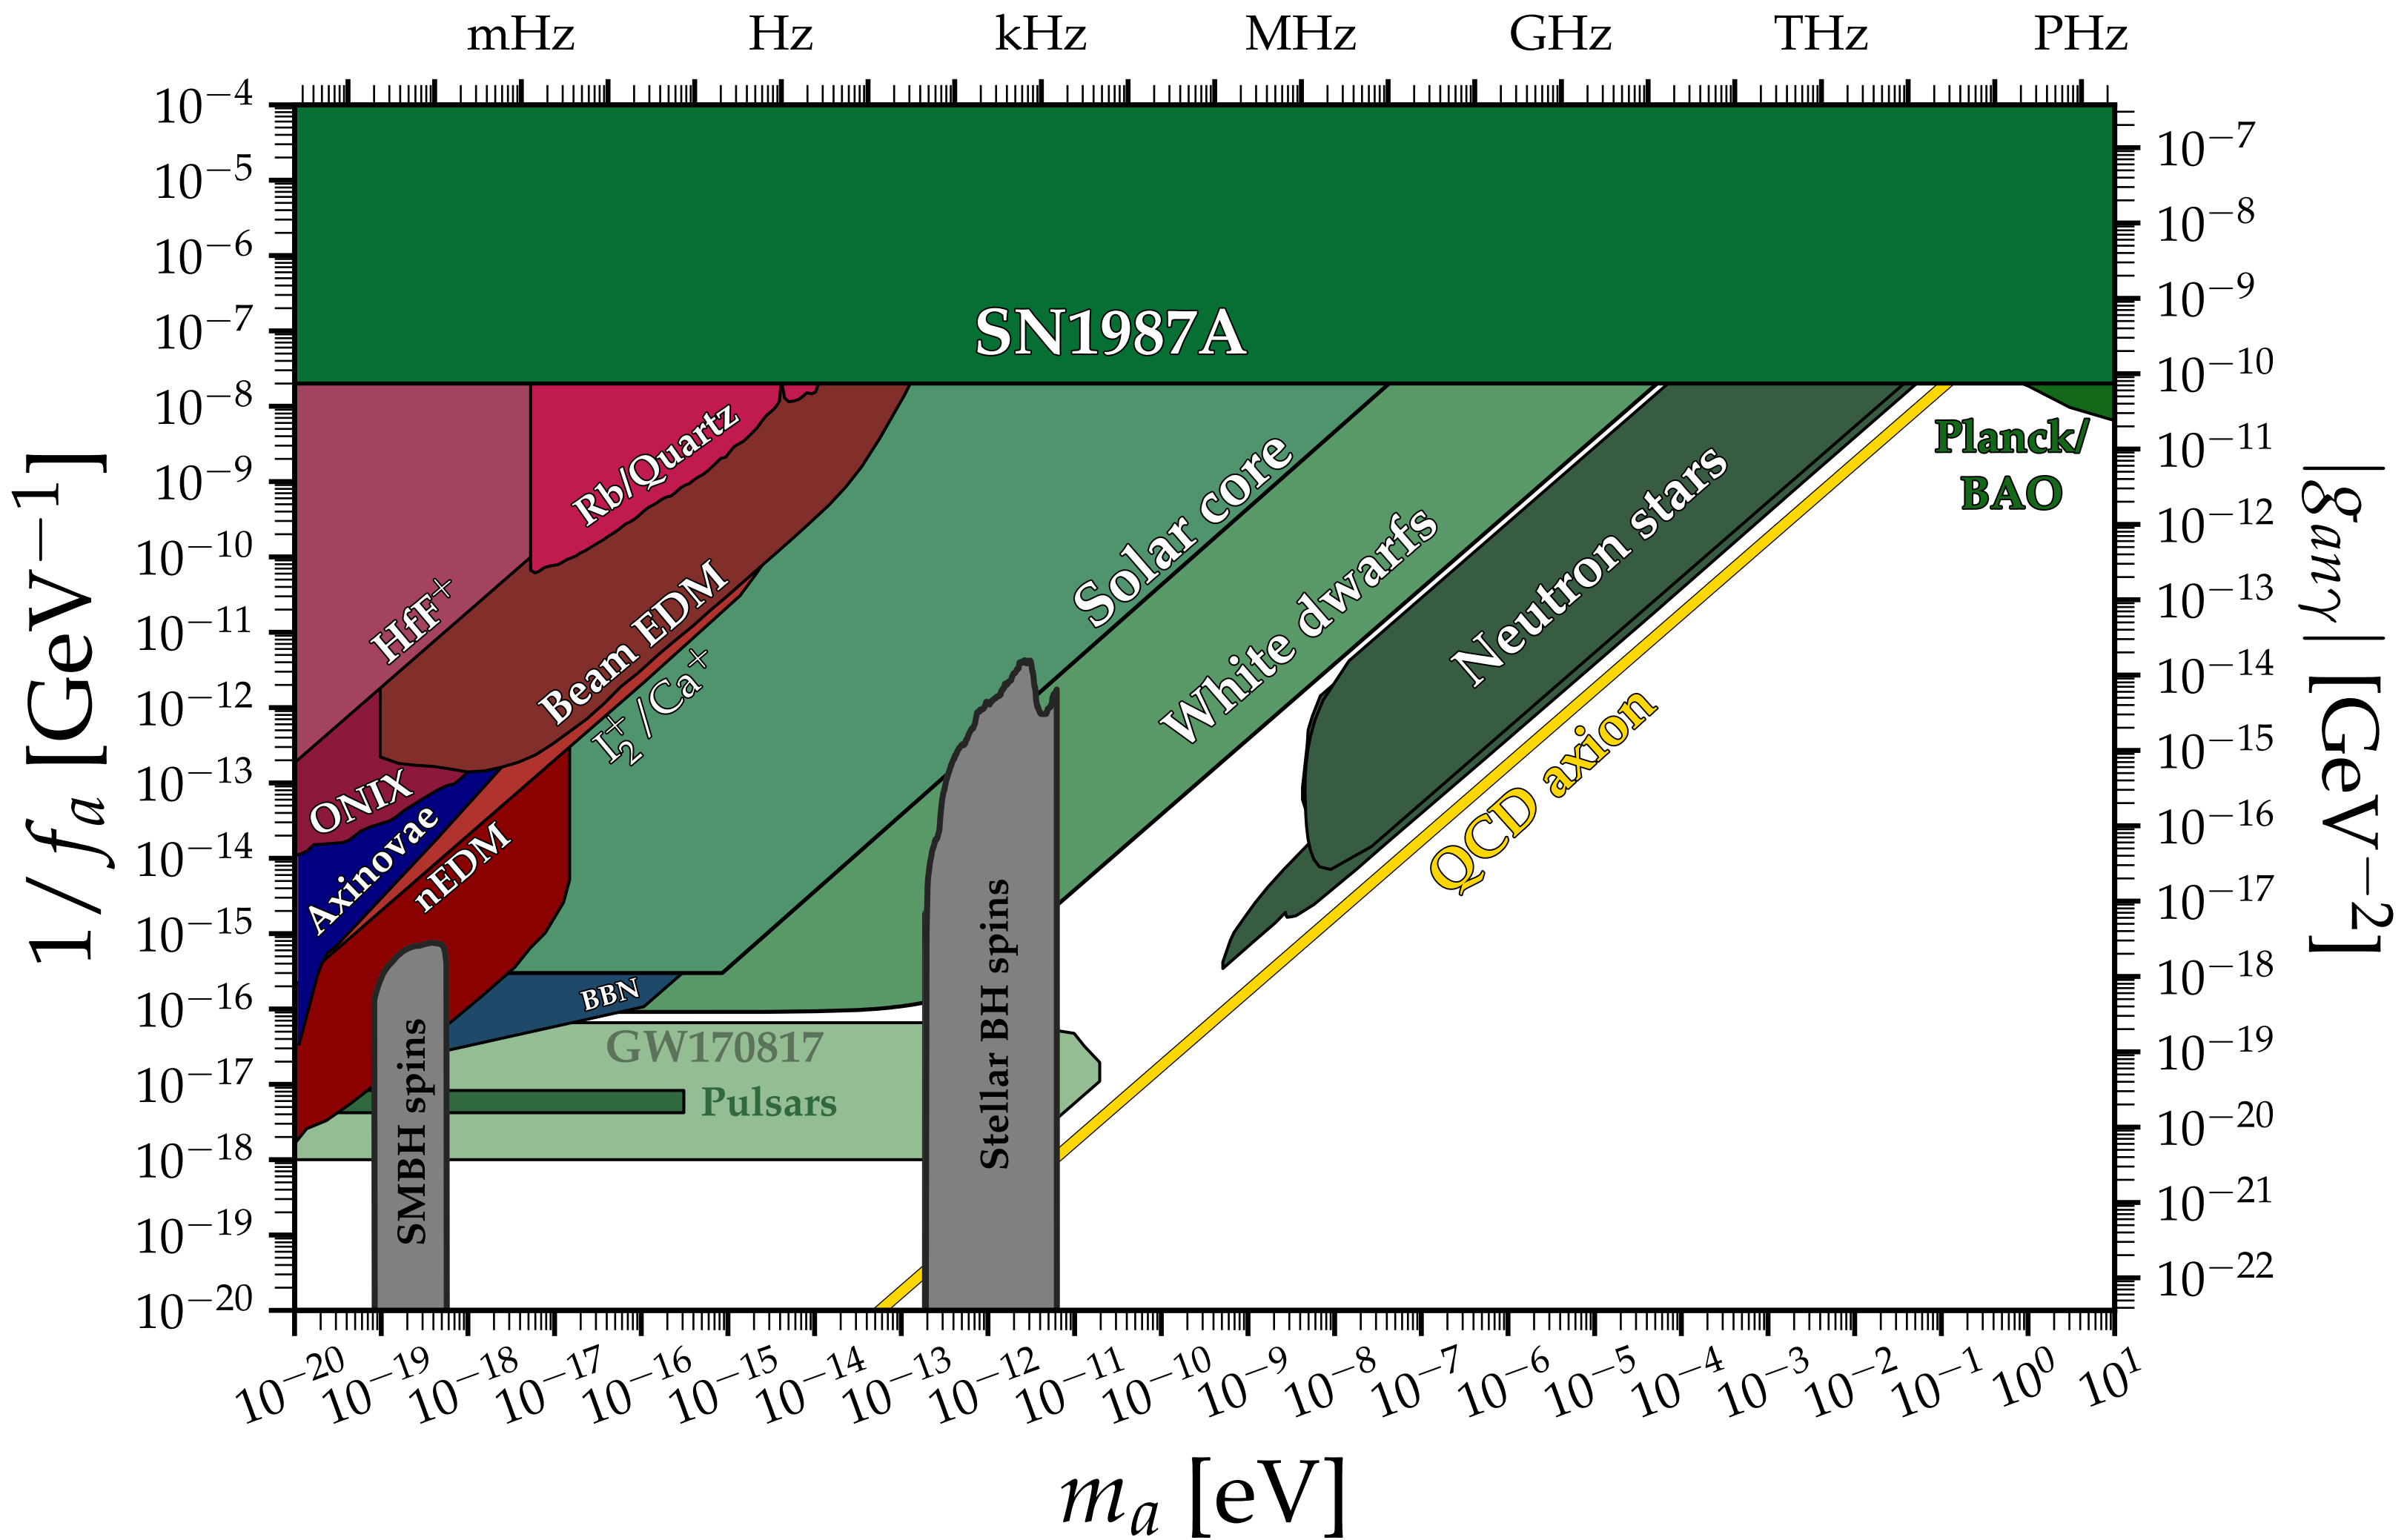 mHz Hz kHz MHz GHz THz PHz
10−4
10−5
10−6
10−7
10−8
10−9
10−10
10−11
10−12
10−13
10−14
10−15
10−16
10−17
10−18
10−19
10−20
1/fa [GeV−1]
SN1987A
HfF+
Rb/Quartz
Beam EDM
I2+/Ca+
Solar core
White dwarfs
Neutron stars
QCD axion
Planck/
BAO
ONIX
Axinovae
nEDM
BBN
GW170817
Pulsars
SMBH spins
Stellar BH spins
10−7
10−8
10−9
10−10
10−11
10−12
10−13
10−14
10−15
10−16
10−17
10−18
10−19
10−20
10−21
10−22
|ganγ| [GeV−2]
10−20 10−19 10−18 10−17 10−16 10−15 10−14 10−13 10−12 10−11 10−10 10−9 10−8 10−7 10−6 10−5 10−4 10−3 10−2 10−1 100 101
ma [eV]